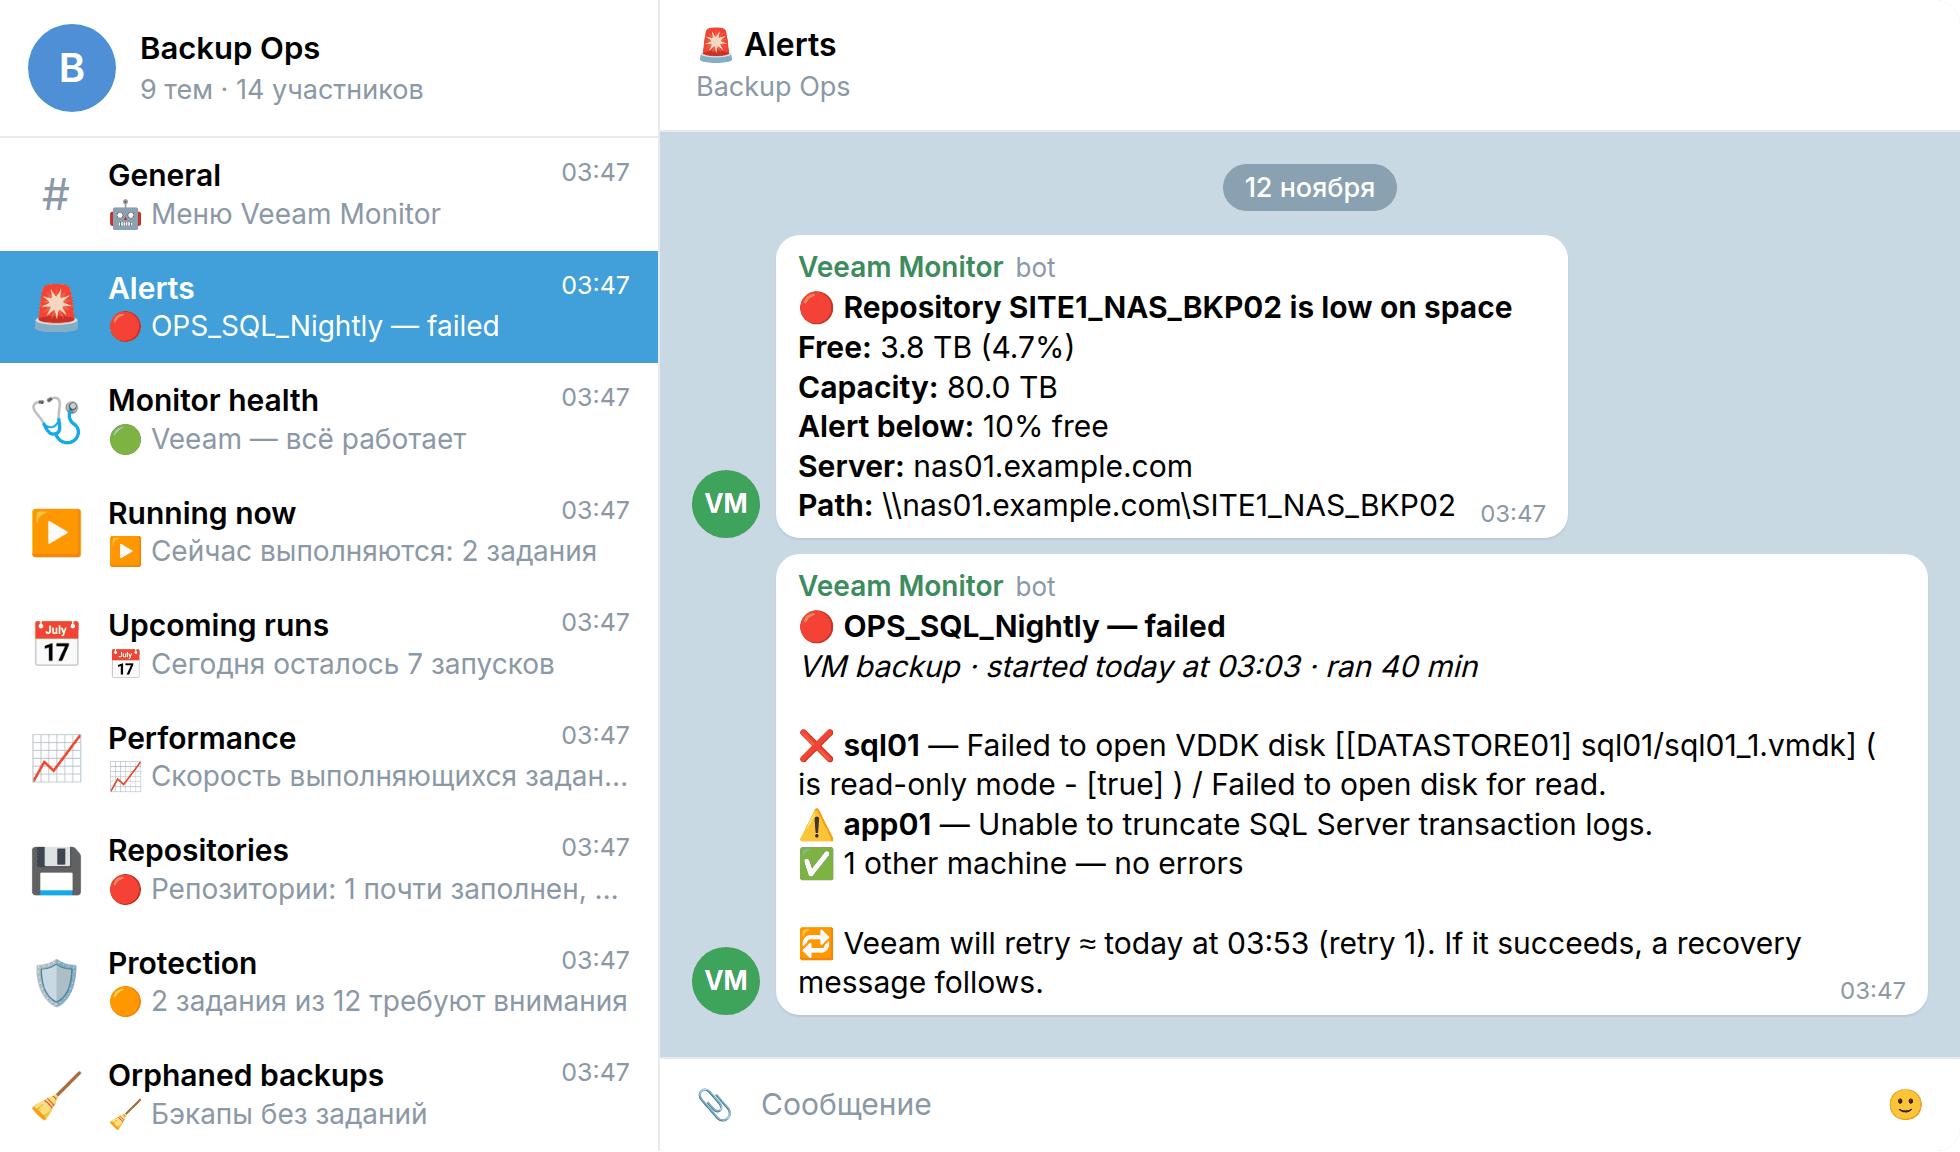 B
Backup Ops
9 тем · 14 участников
# General 03:47
🤖 Меню Veeam Monitor
Alerts 03:47
🔴 OPS_SQL_Nightly — failed
Monitor health 03:47
🟢 Veeam — всё работает
Running now 03:47
▶️ Сейчас выполняются: 2 задания
Upcoming runs 03:47
📅 Сегодня осталось 7 запусков
Performance 03:47
📈 Скорость выполняющихся задан...
Repositories 03:47
🔴 Репозитории: 1 почти заполнен, ...
Protection 03:47
🟠 2 задания из 12 требуют внимания
Orphaned backups 03:47
🧹 Бэкапы без заданий
🚨 Alerts
Backup Ops
12 ноября
Veeam Monitor bot
🔴 Repository SITE1_NAS_BKP02 is low on space
Free: 3.8 TB (4.7%)
Capacity: 80.0 TB
Alert below: 10% free
Server: nas01.example.com
Path: \\nas01.example.com\SITE1_NAS_BKP02 03:47
VM
Veeam Monitor bot
🔴 OPS_SQL_Nightly — failed
VM backup · started today at 03:03 · ran 40 min
❌ sql01 — Failed to open VDDK disk [[DATASTORE01] sql01/sql01_1.vmdk] (
is read-only mode - [true] ) / Failed to open disk for read.
⚠️ app01 — Unable to truncate SQL Server transaction logs.
✅ 1 other machine — no errors
🔁 Veeam will retry ≈ today at 03:53 (retry 1). If it succeeds, a recovery
message follows. 03:47
VM
Сообщение